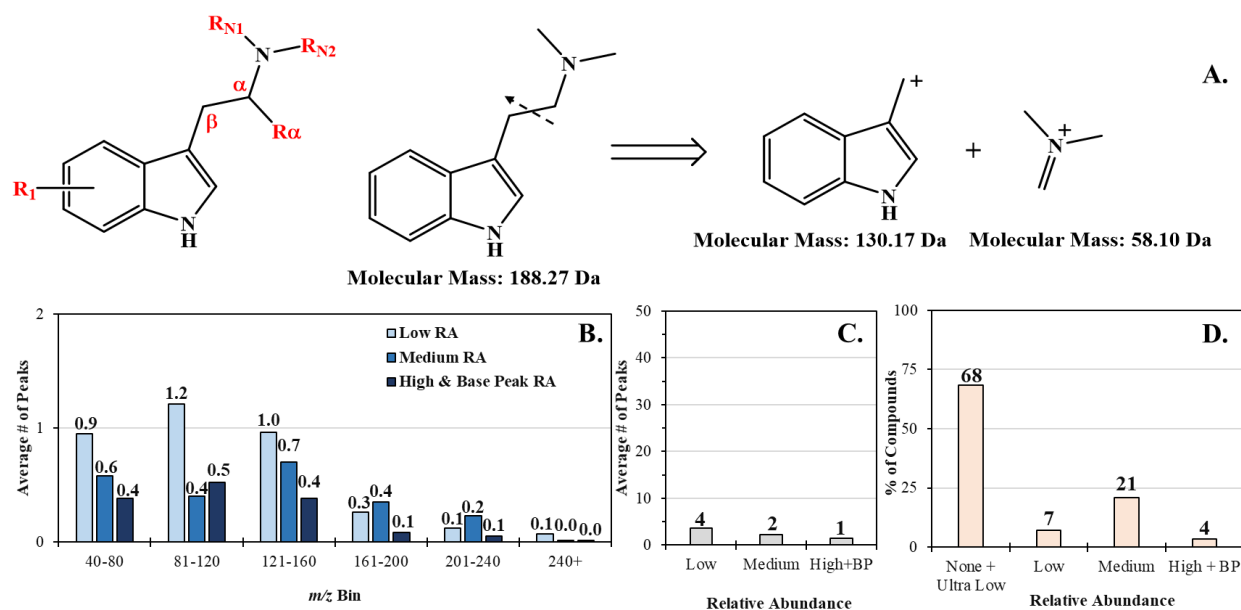 R_N1
R_N2
N
α
β
Rα
R₁
N
H
N
N
H
Molecular Mass: 188.27 Da
+
N
H
Molecular Mass: 130.17 Da
+
+
N
Molecular Mass: 58.10 Da
A.
Average # of Peaks
2
1
0
Low RA
Medium RA
High & Base Peak RA
B.
0.9
0.6
0.4
1.2
0.4
0.5
1.0
0.7
0.4
0.3
0.4
0.1
0.1
0.2
0.1
0.1
0.0
0.0
40-80
81-120
121-160
161-200
201-240
240+
m/z Bin
Average # of Peaks
50
40
30
20
10
0
C.
4
2
1
Low
Medium
High+BP
Relative Abundance
% of Compounds
100
75
50
25
0
D.
68
7
21
4
None +
Ultra Low
Low
Medium
High + BP
Relative Abundance